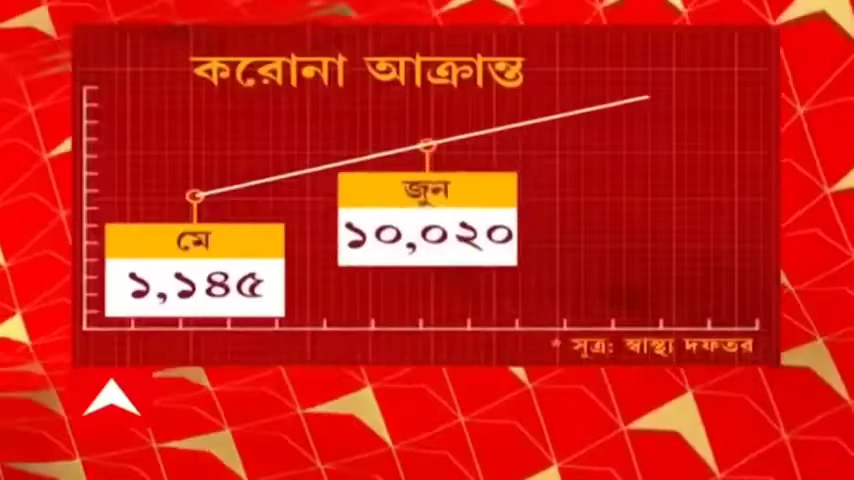 করোনা আক্রান্ত
মে
১,১৪৫
জুন
১০,০২০
* সূত্র: স্বাস্থ্য দফতর